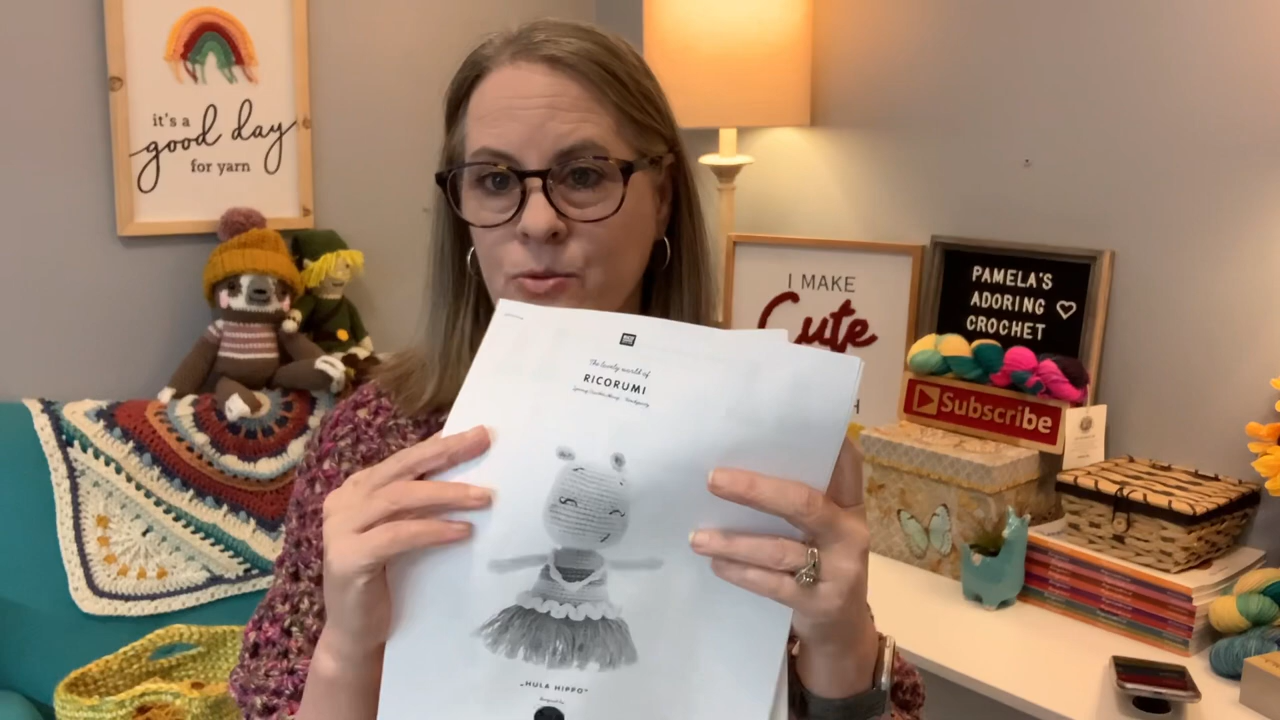 it's a
good day
for yarn
I MAKE
Cute
PAMELA'S
ADORING
CROCHET
Subscribe
The lovely world of
RICORUMI
„HULA HIPPO"